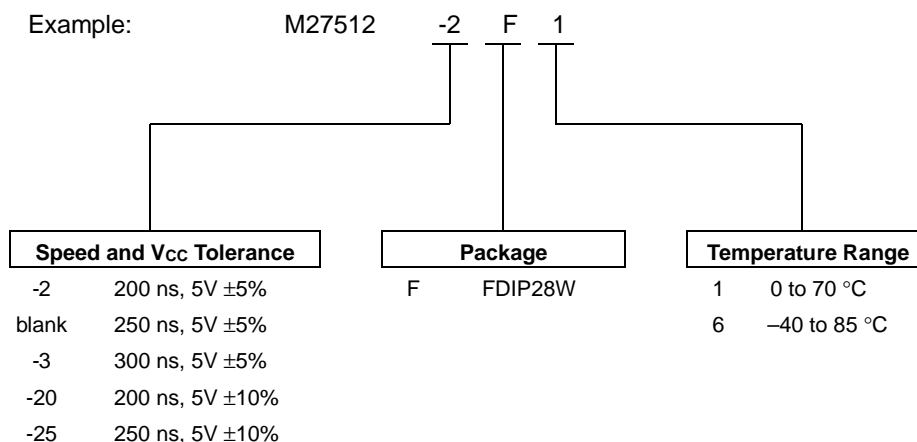 Example: M27512 -2 F 1
Speed and VCC Tolerance
-2 200 ns, 5V ±5%
blank 250 ns, 5V ±5%
-3 300 ns, 5V ±5%
-20 200 ns, 5V ±10%
-25 250 ns, 5V ±10%
Package
F FDIP28W
Temperature Range
1 0 to 70 °C
6 –40 to 85 °C